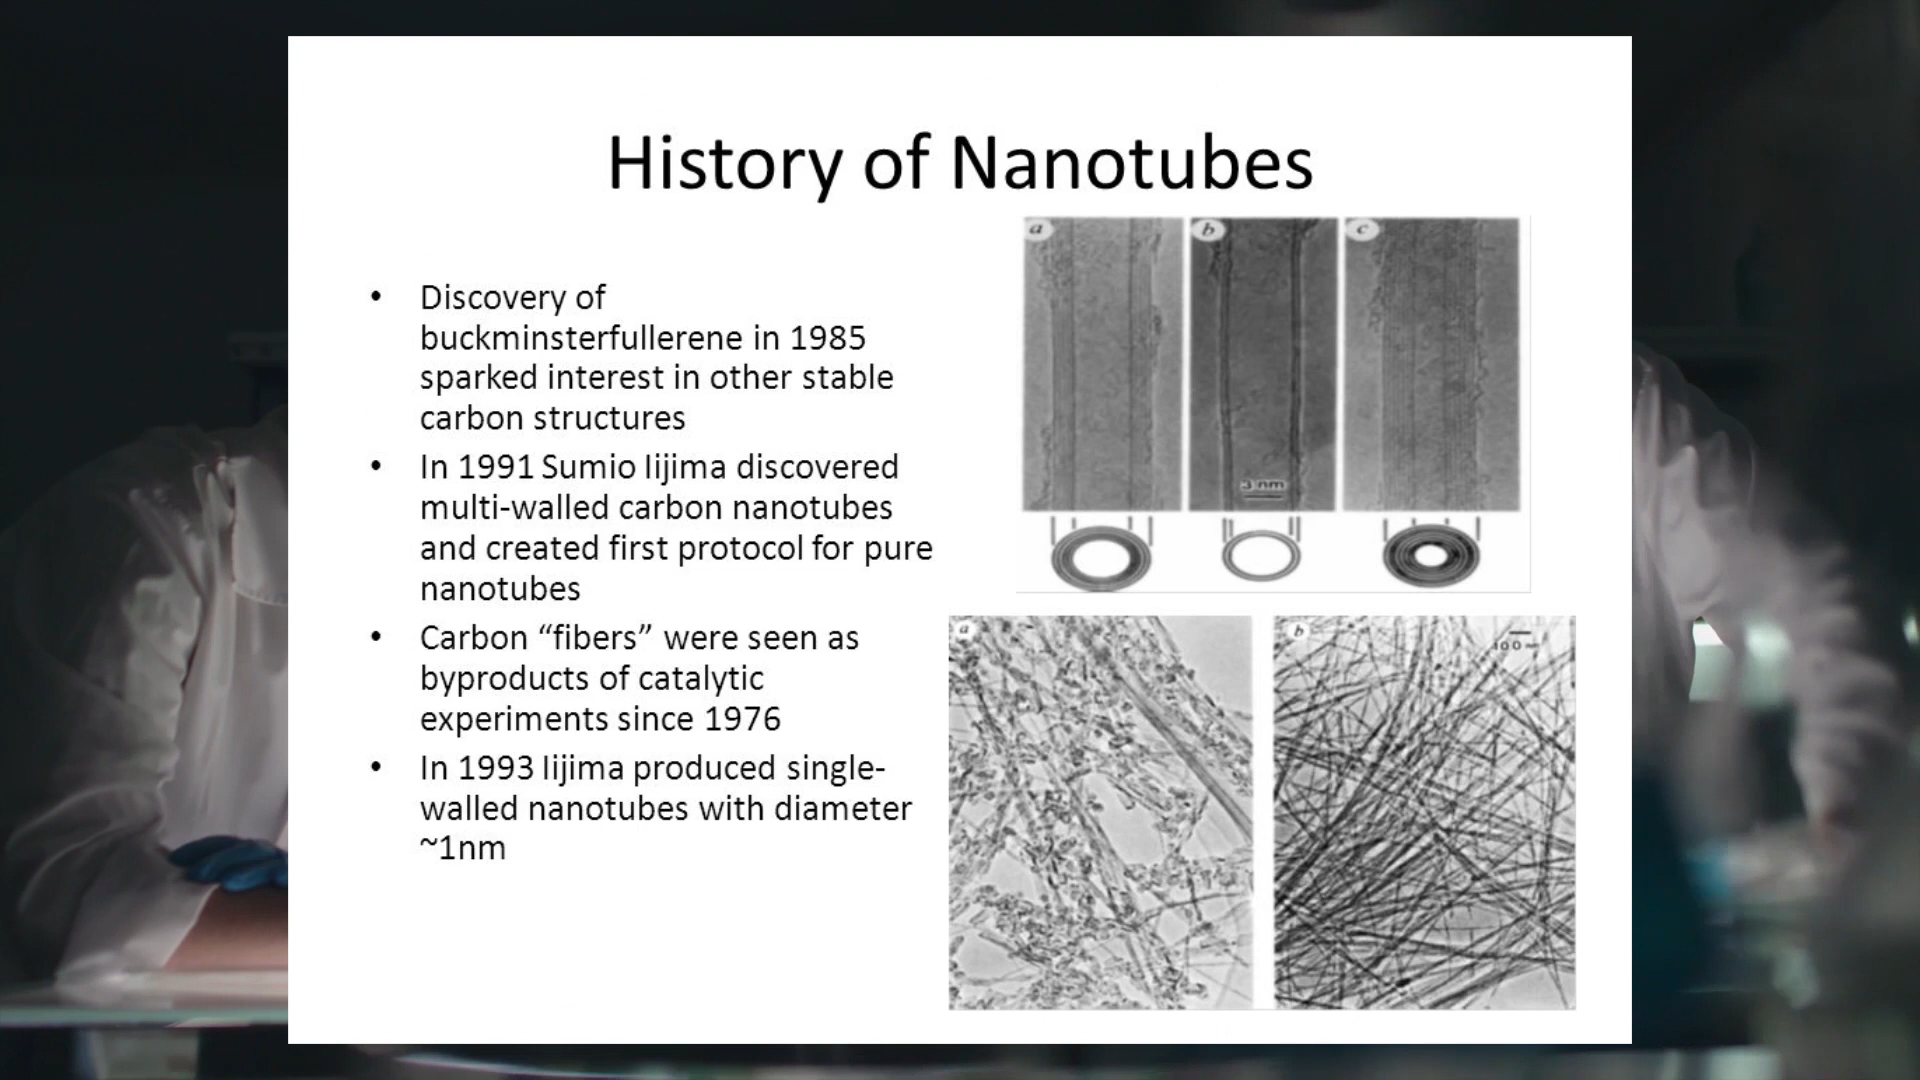 History of Nanotubes
• Discovery of
buckminsterfullerene in 1985
sparked interest in other stable
carbon structures
• In 1991 Sumio Iijima discovered
multi-walled carbon nanotubes
and created first protocol for pure
nanotubes
• Carbon “fibers” were seen as
byproducts of catalytic
experiments since 1976
• In 1993 Iijima produced single-
walled nanotubes with diameter
~1nm
a b c
3 nm
a b
100 nm